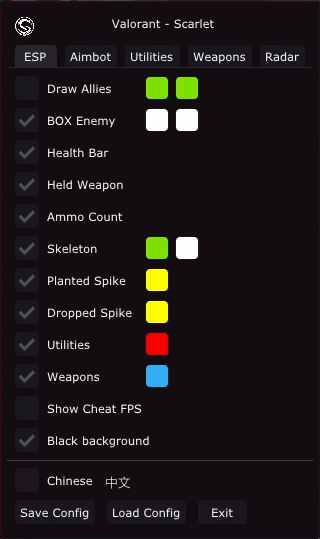 Valorant - Scarlet
ESP Aimbot Utilities Weapons Radar
Draw Allies
BOX Enemy
Health Bar
Held Weapon
Ammo Count
Skeleton
Planted Spike
Dropped Spike
Utilities
Weapons
Show Cheat FPS
Black background
Chinese 中文
Save Config Load Config Exit